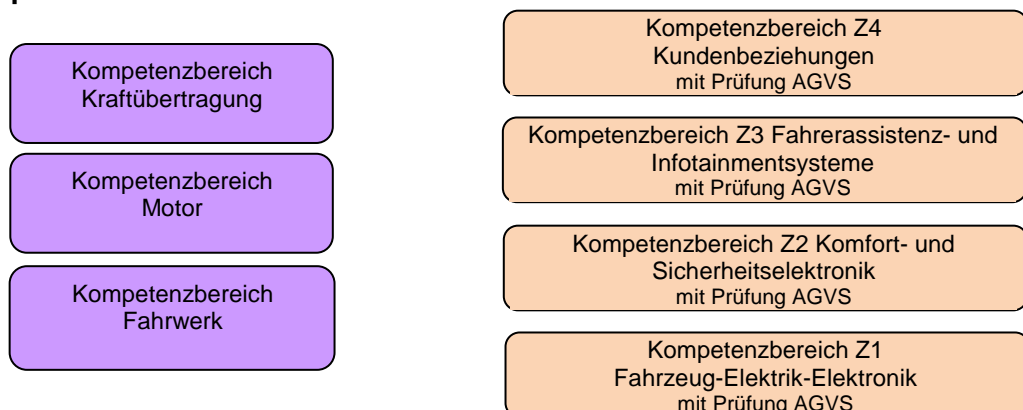 Kompetenzbereich
Kraftübertragung
Kompetenzbereich
Motor
Kompetenzbereich
Fahrwerk
Kompetenzbereich Z4
Kundenbeziehungen
mit Prüfung AGVS
Kompetenzbereich Z3 Fahrerassistenz- und
Infotainmentsysteme
mit Prüfung AGVS
Kompetenzbereich Z2 Komfort- und
Sicherheitselektronik
mit Prüfung AGVS
Kompetenzbereich Z1
Fahrzeug-Elektrik-Elektronik
mit Prüfung AGVS